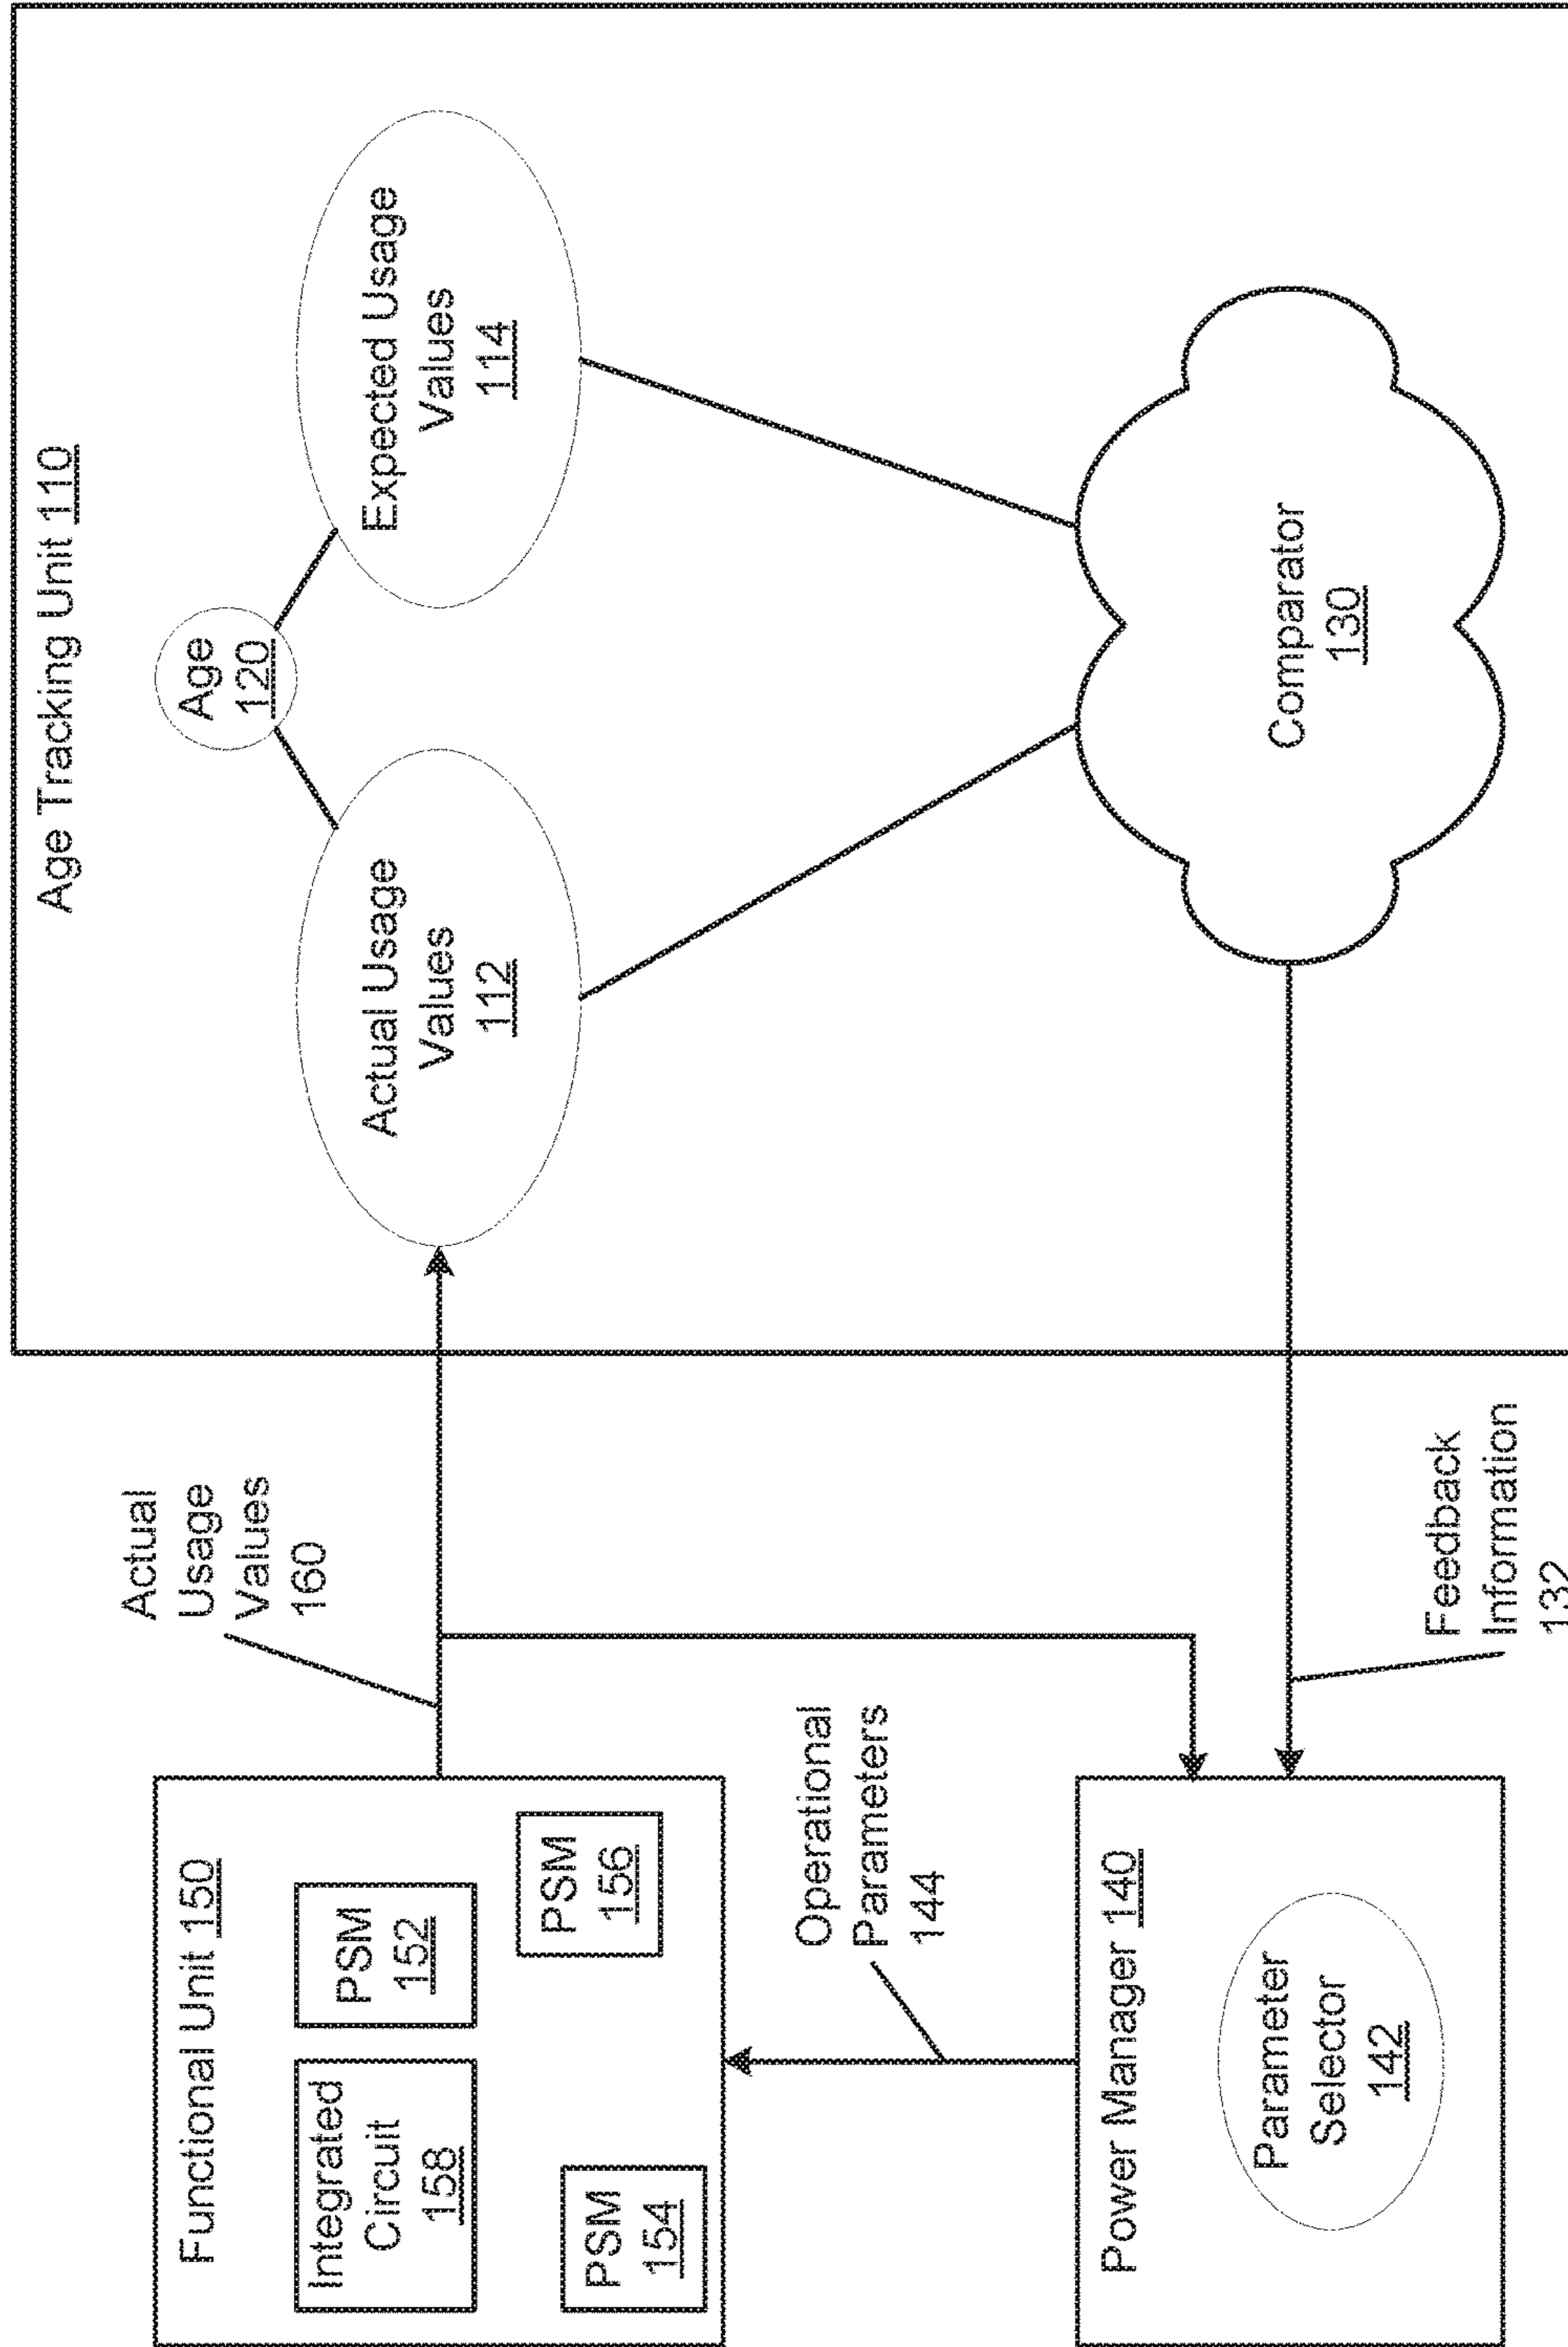 Functional Unit 150
Integrated
Circuit
158
PSM
152
PSM
154
PSM
156
Actual
Usage
Values
160
Operational
Parameters
144
Power Manager 140
Parameter
Selector
142
Feedback
Information
132
Age Tracking Unit 110
Age
120
Actual Usage
Values
112
Expected Usage
Values
114
Comparator
130